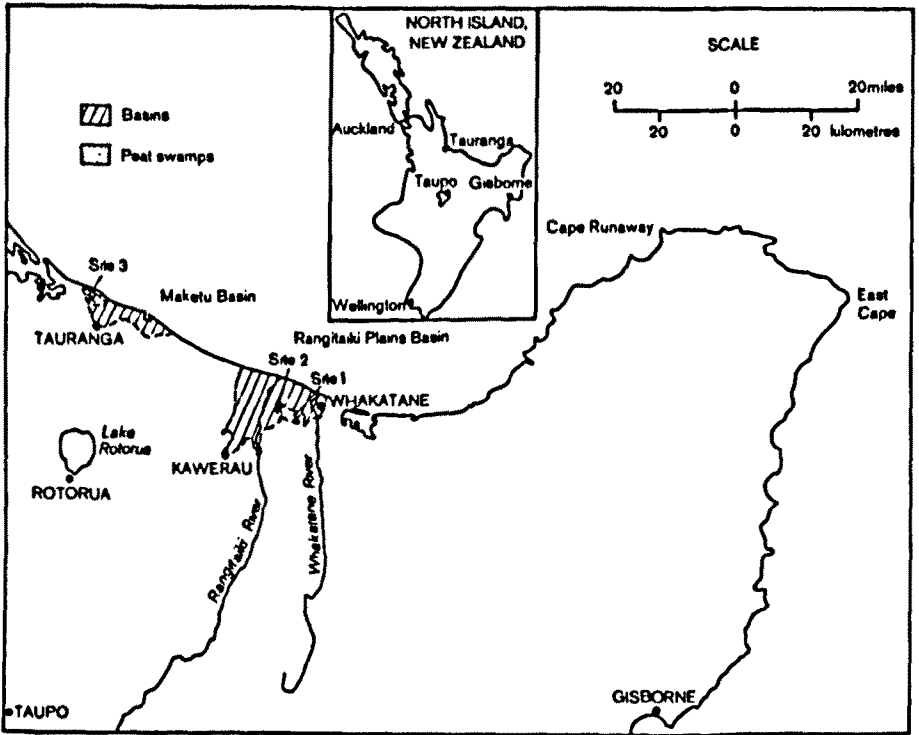 NORTH ISLAND,
NEW ZEALAND
Auckland
Tauranga
Taupo
Gisborne
Wellington
SCALE
20 0 20 miles
20 0 20 kilometres
Basins
Peat swamps
Cape Runaway
East
Cape
Site 3
Maketu Basin
TAURANGA
Rangitaiki Plains Basin
Site 2
Site 1
WHAKATANE
Lake
Rotorua
KAWERAU
ROTORUA
Rangitaiki River
Whakatane River
TAUPO
GISBORNE